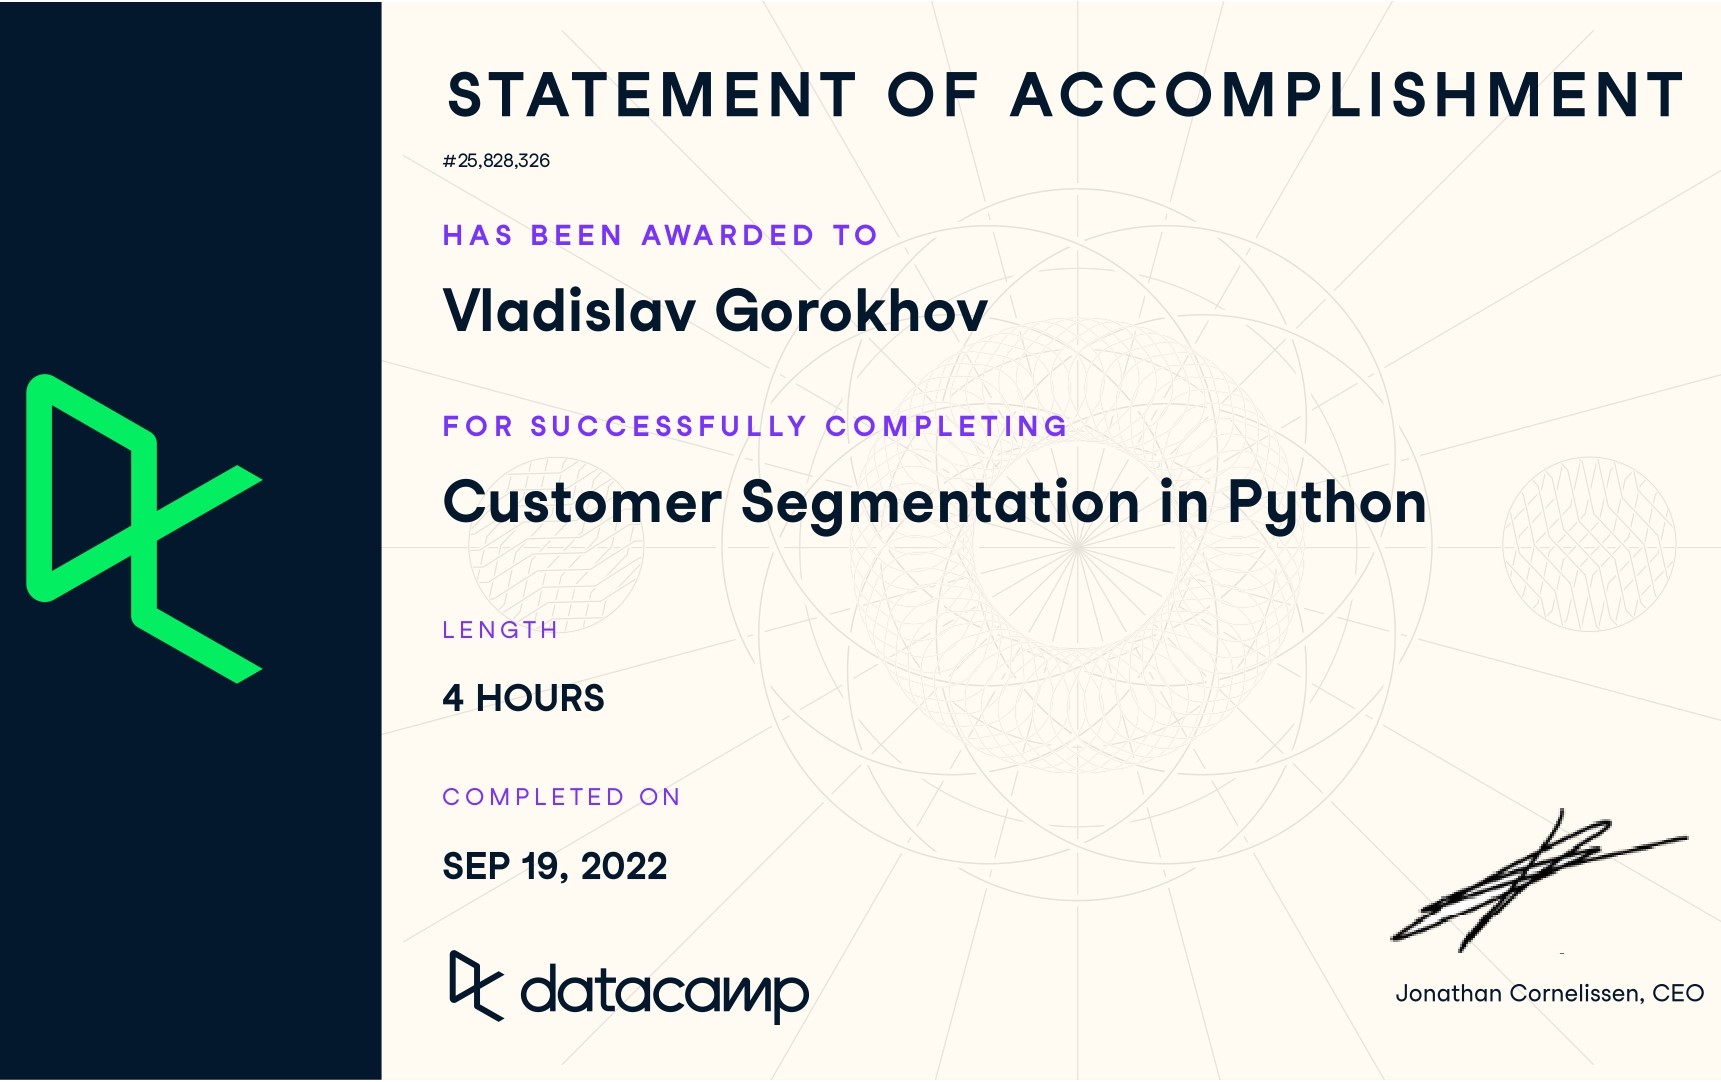 STATEMENT OF ACCOMPLISHMENT
#25,828,326
HAS BEEN AWARDED TO
Vladislav Gorokhov
FOR SUCCESSFULLY COMPLETING
Customer Segmentation in Python
LENGTH
4 HOURS
COMPLETED ON
SEP 19, 2022
datacamp
Jonathan Cornelissen, CEO